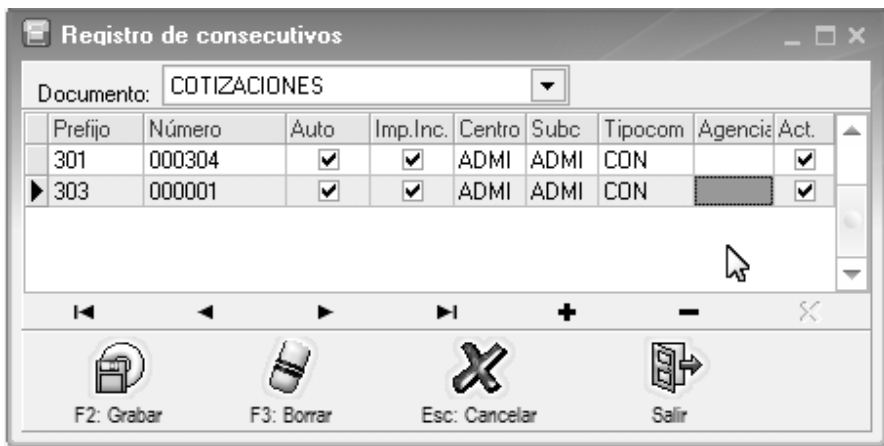 Registro de consecutivos
Documento: COTIZACIONES
Prefijo Número Auto Imp.Inc. Centro Subc Tipocom Agencia Act.
301 000304 ADMI ADMI CON
303 000001 ADMI ADMI CON
F2: Grabar F3: Borrar Esc: Cancelar Salir